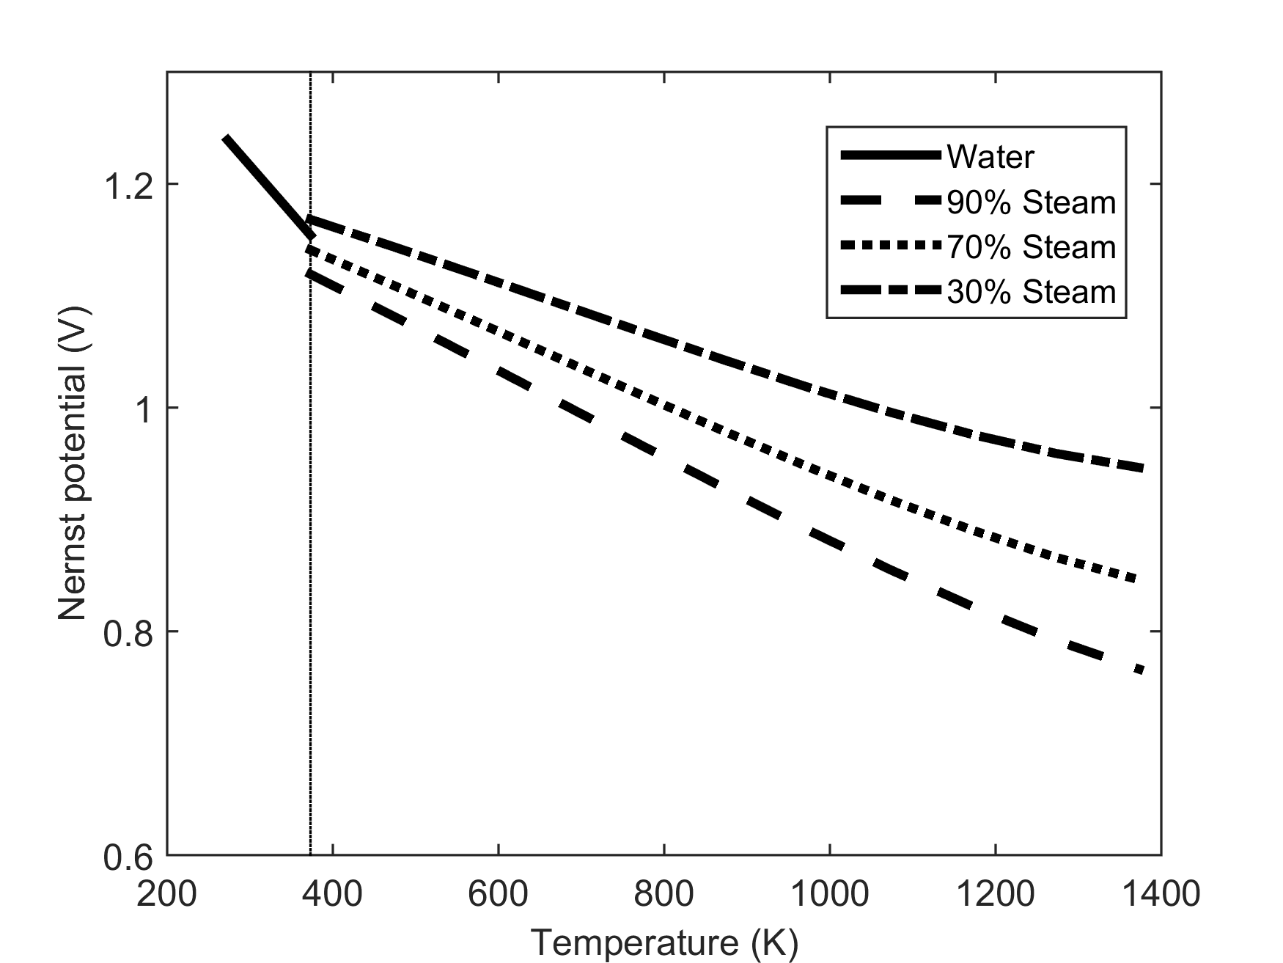 Water
90% Steam
70% Steam
30% Steam
1.2
1
0.8
0.6
Nernst potential (V)
200 400 600 800 1000 1200 1400
Temperature (K)